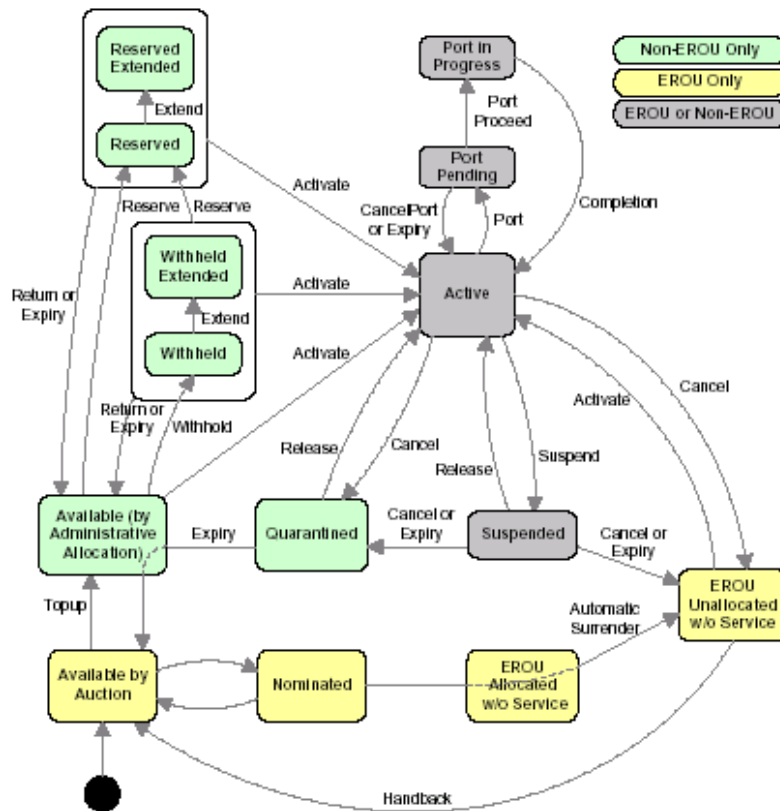 Reserved
Extended
Extend
Reserved
Port in
Progress
Port
Proceed
Port
Pending
Non-EROU Only
EROU Only
EROU or Non-EROU
Reserve
Reserve
Activate
CancelPort
or Expiry
Port
Completion
Withheld
Extended
Extend
Withheld
Return or
Expiry
Activate
Active
Activate
Return or
Expiry
Withhold
Release
Cancel
Release
Suspend
Activate
Cancel
Available (by
Administrative
Allocation)
Expiry
Quarantined
Cancel or
Expiry
Suspended
Cancel or
Expiry
EROU
Unallocated
w/o Service
Topup
Automatic
Surrender
Available by
Auction
Nominated
EROU
Allocated
w/o Service
Handback